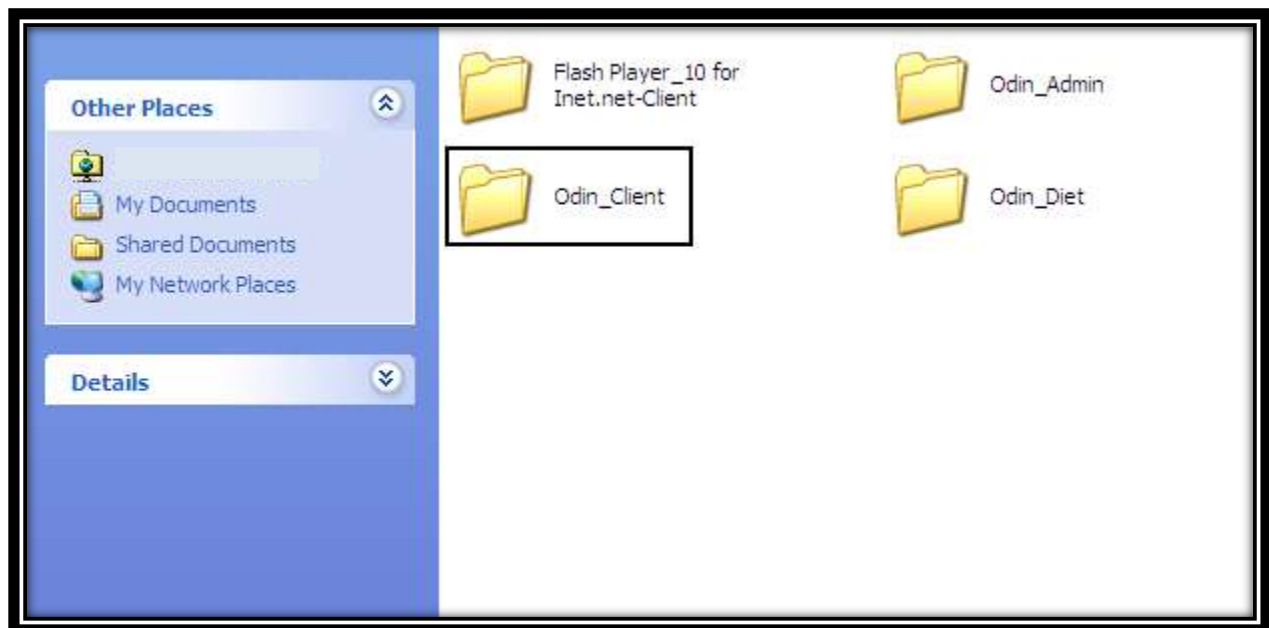 Other Places
My Documents
Shared Documents
My Network Places
Details
Flash Player_10 for
Inet.net-Client
Odin_Admin
Odin_Client
Odin_Diet